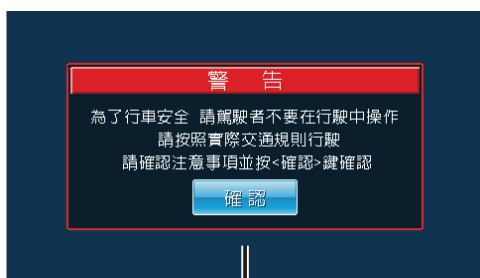 警 告
為了行車安全 請駕駛者不要在行駛中操作
請按照實際交通規則行駛
請確認注意事項並按<確認>鍵確認
確認